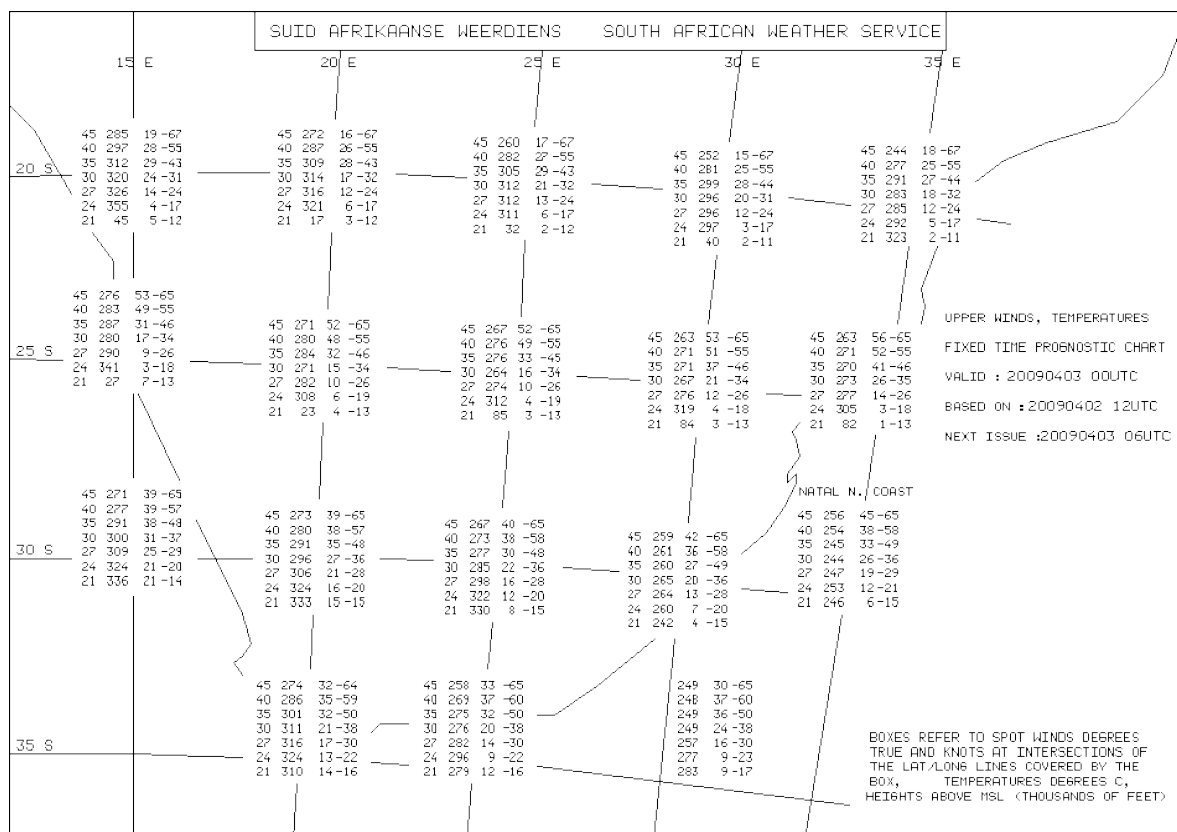 SUID AFRIKAANSE WEERDIENS SOUTH AFRICAN WEATHER SERVICE
15 E 20 E 25 E 30 E 35 E
20 S
45 285 19 -67
40 297 28 -55
35 312 29 -43
30 320 24 -31
27 326 14 -24
24 355 4 -17
21 45 5 -12
45 272 16 -67
40 287 26 -55
35 309 28 -43
30 314 17 -32
27 316 12 -24
24 321 6 -17
21 17 3 -12
45 260 17 -67
40 282 27 -55
35 305 29 -43
30 312 21 -32
27 312 13 -24
24 311 6 -17
21 32 2 -12
45 252 15 -67
40 281 25 -55
35 299 28 -44
30 296 20 -31
27 296 12 -24
24 297 3 -17
21 40 2 -11
45 244 18 -67
40 277 25 -55
35 291 27 -44
30 283 18 -32
27 285 12 -24
24 292 5 -17
21 323 2 -11
25 S
45 276 53 -65
40 283 49 -55
35 287 31 -46
30 280 17 -34
27 290 9 -26
24 341 3 -18
21 27 7 -13
45 271 52 -65
40 280 48 -55
35 284 32 -46
30 271 15 -34
27 282 10 -26
24 308 6 -19
21 23 4 -13
45 267 52 -65
40 276 49 -55
35 276 33 -45
30 264 16 -34
27 274 10 -26
24 312 4 -19
21 85 3 -13
45 263 53 -65
40 271 51 -55
35 271 37 -46
30 267 21 -34
27 276 12 -26
24 319 4 -18
21 84 3 -13
45 263 56 -65
40 271 52 -55
35 270 41 -46
30 273 26 -35
27 277 14 -26
24 305 3 -18
21 82 1 -13
UPPER WINDS, TEMPERATURES
FIXED TIME PROGNOSTIC CHART
VALID : 20090403 00UTC
BASED ON :20090402 12UTC
NEXT ISSUE :20090403 06UTC
30 S
45 271 39 -65
40 277 39 -57
35 291 38 -48
30 300 31 -37
27 309 25 -29
24 324 21 -20
21 336 21 -14
45 273 39 -65
40 280 38 -57
35 291 35 -48
30 296 27 -36
27 306 21 -28
24 324 16 -20
21 333 15 -15
45 267 40 -65
40 273 38 -58
35 277 30 -48
30 285 22 -36
27 298 16 -28
24 322 12 -20
21 330 8 -15
45 259 42 -65
40 261 36 -58
35 260 27 -49
30 265 20 -36
27 264 13 -28
24 260 7 -20
21 242 4 -15
NATAL N. COAST
45 256 45 -65
40 254 38 -58
35 245 33 -49
30 244 26 -36
27 247 19 -29
24 253 12 -21
21 246 6 -15
35 S
45 274 32 -64
40 286 35 -59
35 301 32 -50
30 311 21 -38
27 316 17 -30
24 324 13 -22
21 310 14 -16
45 258 33 -65
40 269 37 -60
35 275 32 -50
30 276 20 -38
27 282 14 -30
24 296 9 -22
21 279 12 -16
249 30 -65
248 37 -60
249 36 -50
249 24 -38
257 16 -30
277 9 -23
283 9 -17
BOXES REFER TO SPOT WINDS DEGREES
TRUE AND KNOTS AT INTERSECTIONS OF
THE LAT/LONG LINES COVERED BY THE
BOX, TEMPERATURES DEGREES C,
HEIGHTS ABOVE MSL (THOUSANDS OF FEET)